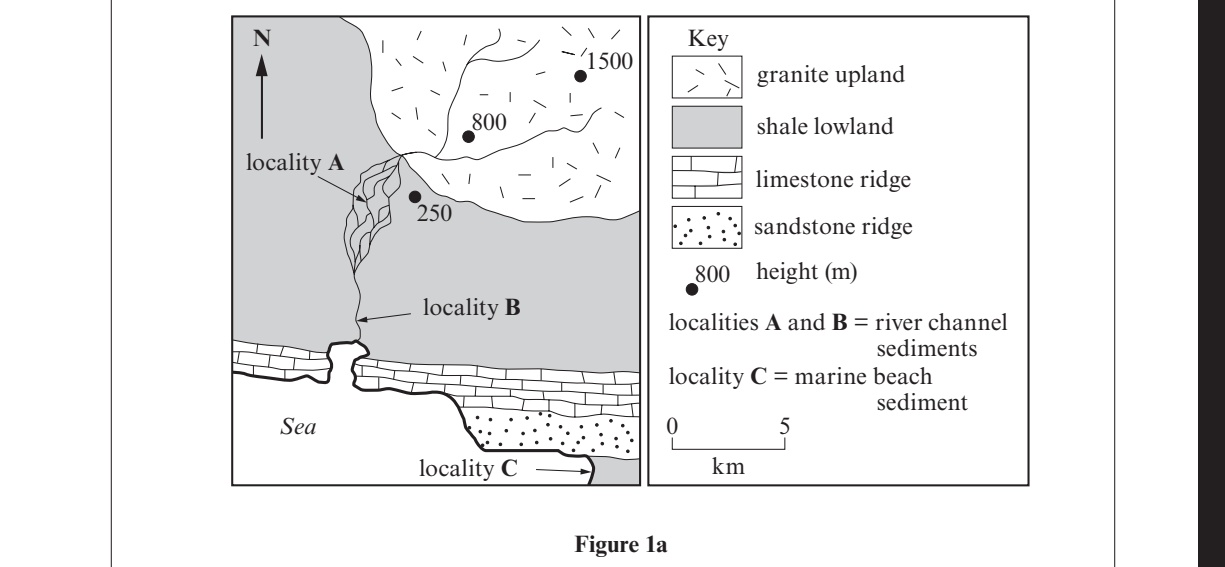 N
1500
800
locality A
250
locality B
Sea
locality C
Key
granite upland
shale lowland
limestone ridge
sandstone ridge
800 height (m)
localities A and B = river channel
sediments
locality C = marine beach
sediment
0 5
km
Figure 1a